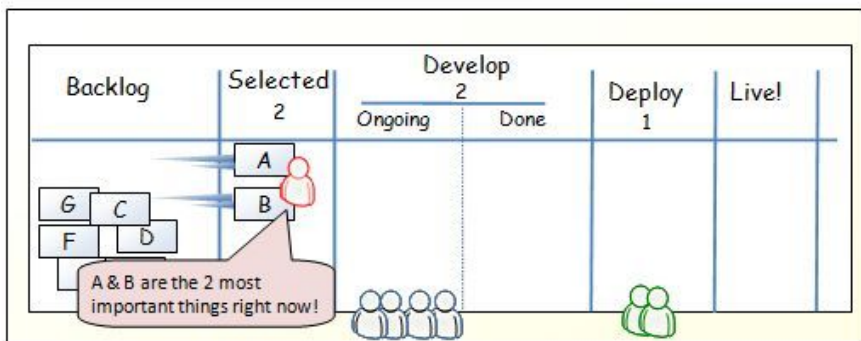 Backlog
Selected
2
Develop
2
Ongoing
Done
Deploy
1
Live!
A
B
G
C
F
D
A & B are the 2 most
important things right now!